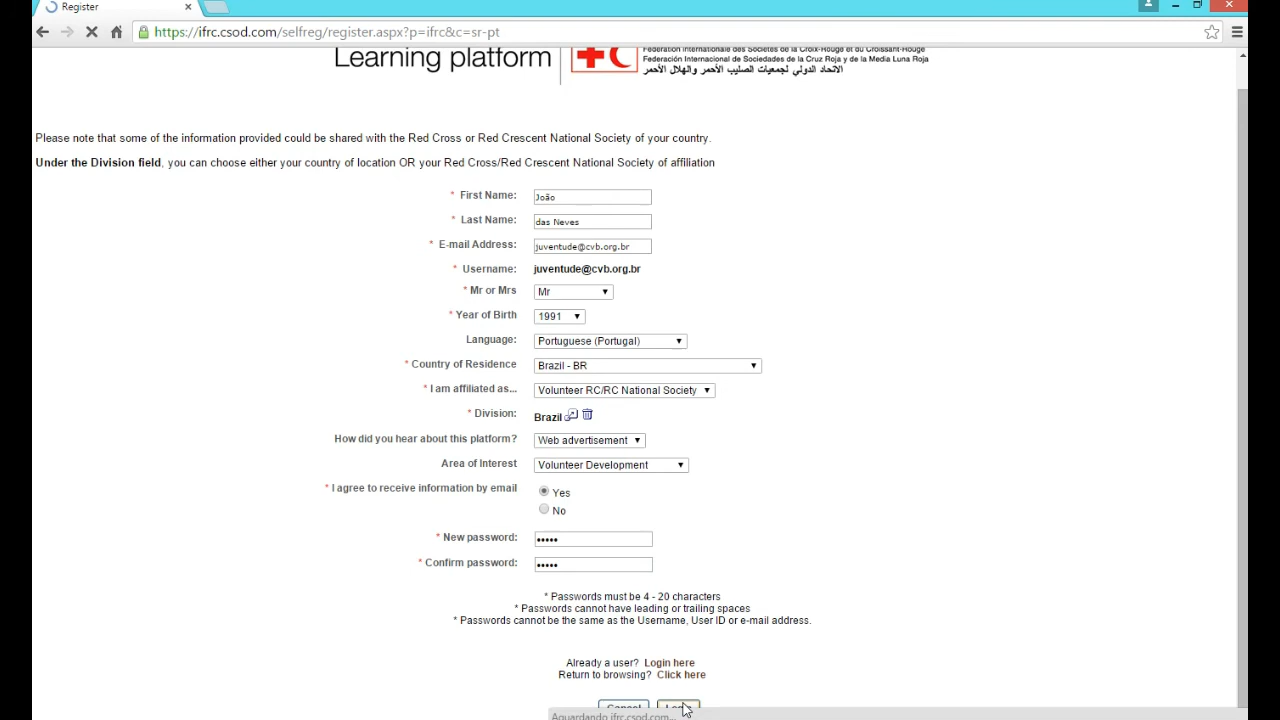 Register
https://ifrc.csod.com/selfreg/register.aspx?p=ifrc&c=sr-pt
Learning platform
Fédération internationale des Sociétés de la Croix-Rouge et du Croissant-Rouge
Federación Internacional de Sociedades de la Cruz Roja y de la Media Luna Roja
الاتحاد الدولي لجمعيات الصليب الأحمر والهلال الأحمر
Please note that some of the information provided could be shared with the Red Cross or Red Crescent National Society of your country.
Under the Division field, you can choose either your country of location OR your Red Cross/Red Crescent National Society of affiliation
* First Name: João
* Last Name: das Neves
* E-mail Address: juventude@cvb.org.br
* Username: juventude@cvb.org.br
* Mr or Mrs Mr
* Year of Birth 1991
Language: Portuguese (Portugal)
* Country of Residence Brazil - BR
* I am affiliated as... Volunteer RC/RC National Society
* Division: Brazil
How did you hear about this platform? Web advertisement
Area of Interest Volunteer Development
* I agree to receive information by email Yes
No
* New password: •••••
* Confirm password: •••••
* Passwords must be 4 - 20 characters
* Passwords cannot have leading or trailing spaces
* Passwords cannot be the same as the Username, User ID or e-mail address.
Already a user? Login here
Return to browsing? Click here
Cancel
Aguardando ifrc.csod.com...